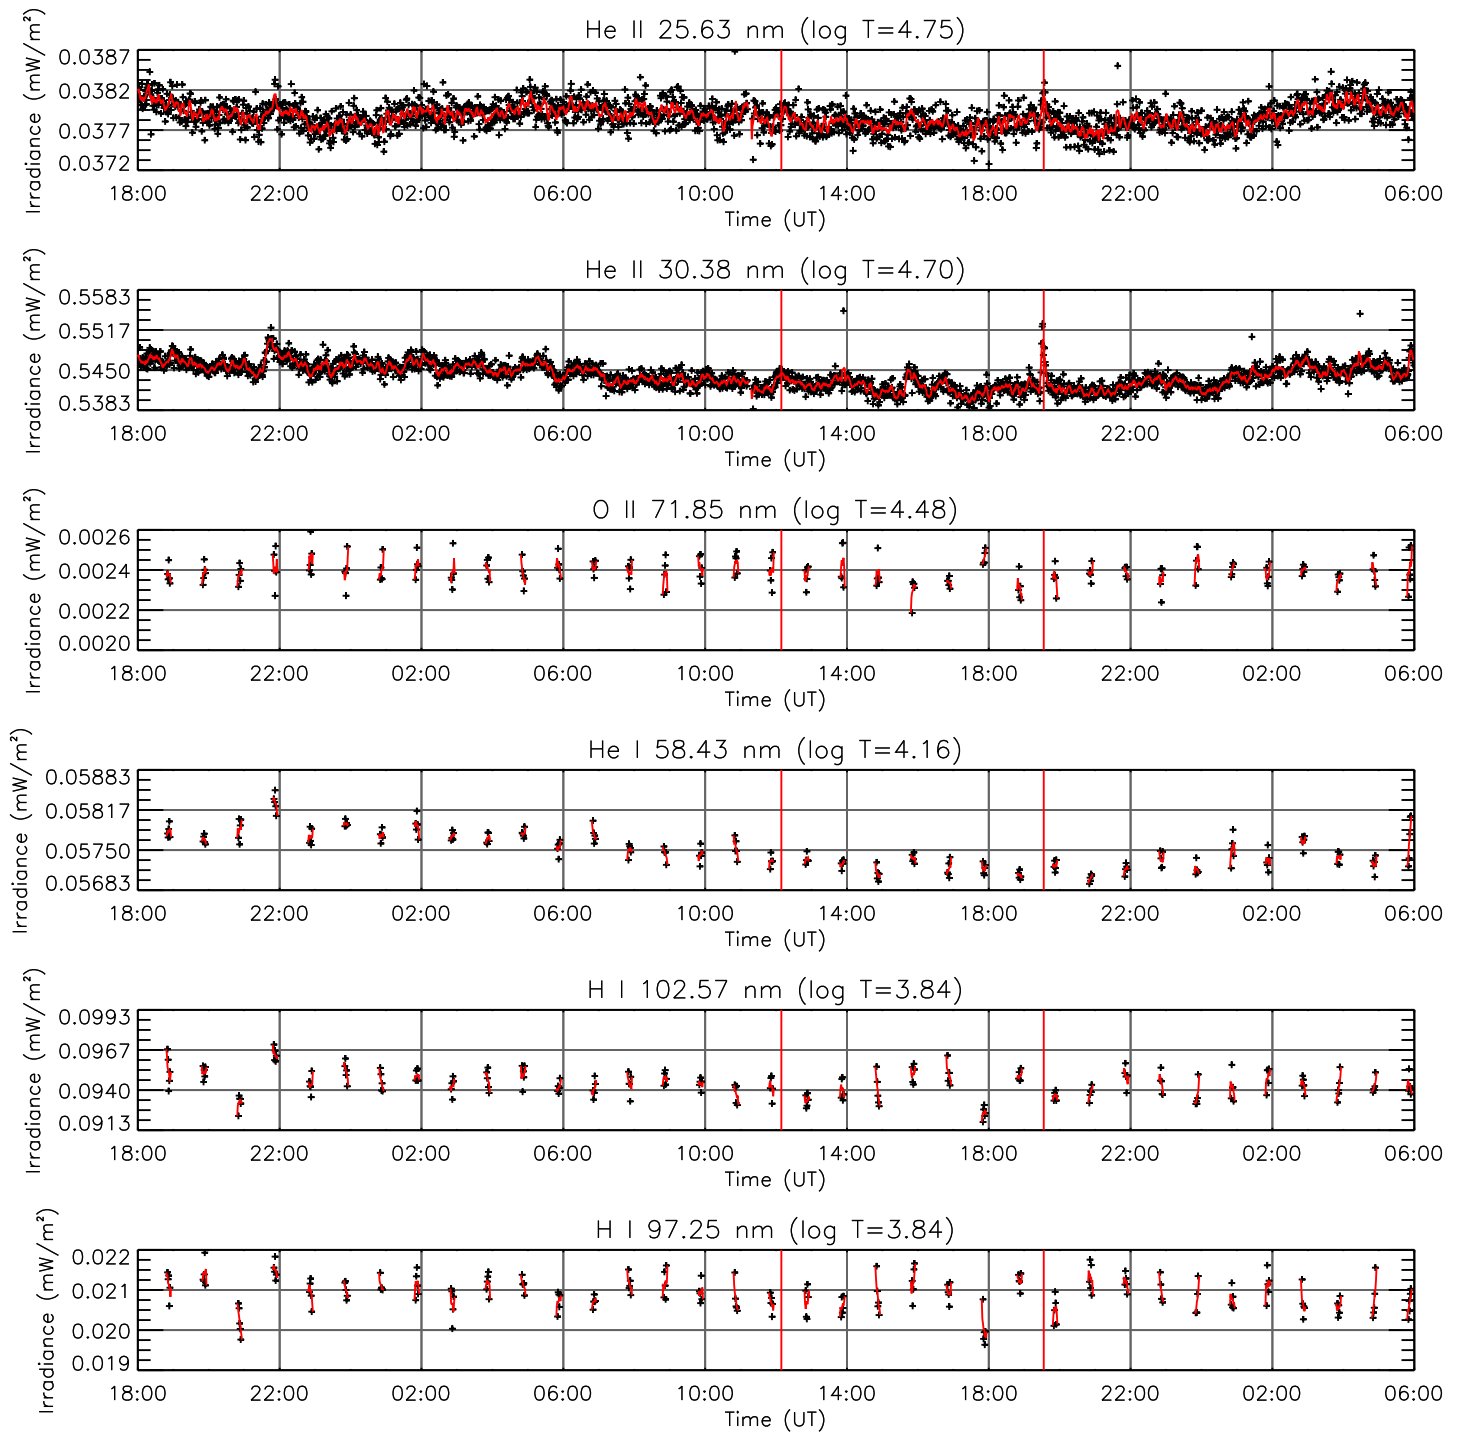 He II 25.63 nm (log T=4.75)
Irradiance (mW/m²)
0.0387
0.0382
0.0377
0.0372
18:00 22:00 02:00 06:00 10:00 14:00 18:00 22:00 02:00 06:00
Time (UT)
He II 30.38 nm (log T=4.70)
Irradiance (mW/m²)
0.5583
0.5517
0.5450
0.5383
18:00 22:00 02:00 06:00 10:00 14:00 18:00 22:00 02:00 06:00
Time (UT)
O II 71.85 nm (log T=4.48)
Irradiance (mW/m²)
0.0026
0.0024
0.0022
0.0020
18:00 22:00 02:00 06:00 10:00 14:00 18:00 22:00 02:00 06:00
Time (UT)
He I 58.43 nm (log T=4.16)
Irradiance (mW/m²)
0.05883
0.05817
0.05750
0.05683
18:00 22:00 02:00 06:00 10:00 14:00 18:00 22:00 02:00 06:00
Time (UT)
H I 102.57 nm (log T=3.84)
Irradiance (mW/m²)
0.0993
0.0967
0.0940
0.0913
18:00 22:00 02:00 06:00 10:00 14:00 18:00 22:00 02:00 06:00
Time (UT)
H I 97.25 nm (log T=3.84)
Irradiance (mW/m²)
0.022
0.021
0.020
0.019
18:00 22:00 02:00 06:00 10:00 14:00 18:00 22:00 02:00 06:00
Time (UT)